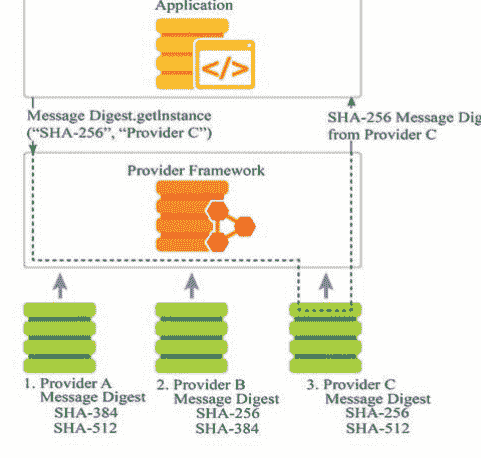 Application
</>
Message Digest.getInstance
(“SHA-256”, “Provider C”)
SHA-256 Message Dig
from Provider C
Provider Framework
1. Provider A
Message Digest
SHA-384
SHA-512
2. Provider B
Message Digest
SHA-256
SHA-384
3. Provider C
Message Digest
SHA-256
SHA-512